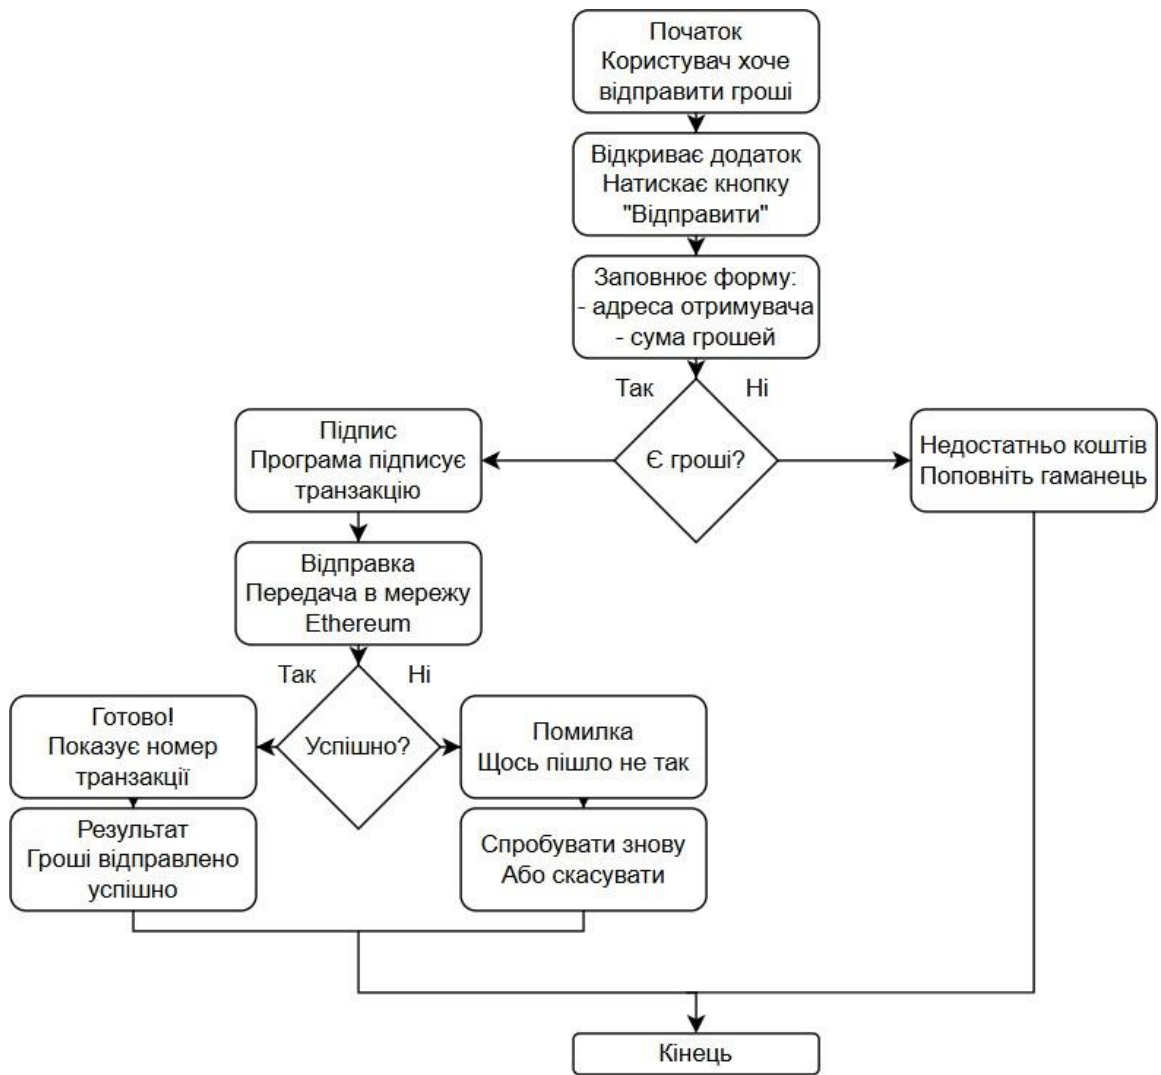 Початок
Користувач хоче
відправити гроші
Відкриває додаток
Натискає кнопку
"Відправити"
Заповнює форму:
- адреса отримувача
- сума грошей
Так
Ні
Є гроші?
Підпис
Програма підписує
транзакцію
Недостатньо коштів
Поповніть гаманець
Відправка
Передача в мережу
Ethereum
Так
Ні
Успішно?
Готово!
Показує номер
транзакції
Помилка
Щось пішло не так
Результат
Гроші відправлено
успішно
Спробувати знову
Або скасувати
Кінець